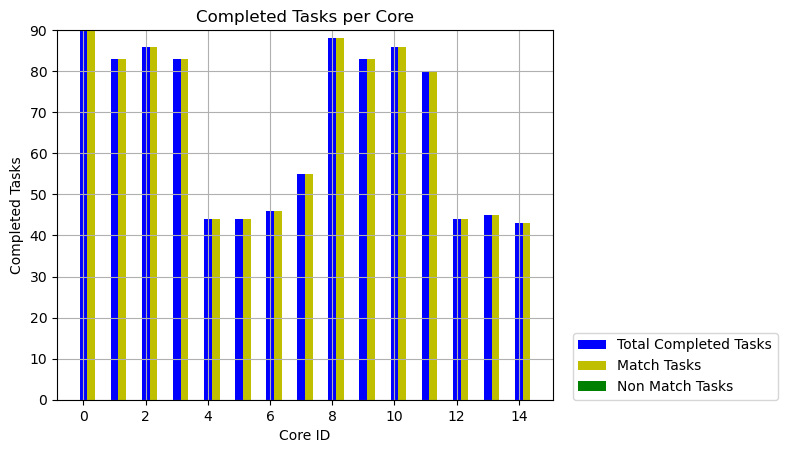 Completed Tasks per Core
90
80
70
60
50
40
30
20
10
0
Completed Tasks
0 2 4 6 8 10 12 14
Core ID
Total Completed Tasks
Match Tasks
Non Match Tasks